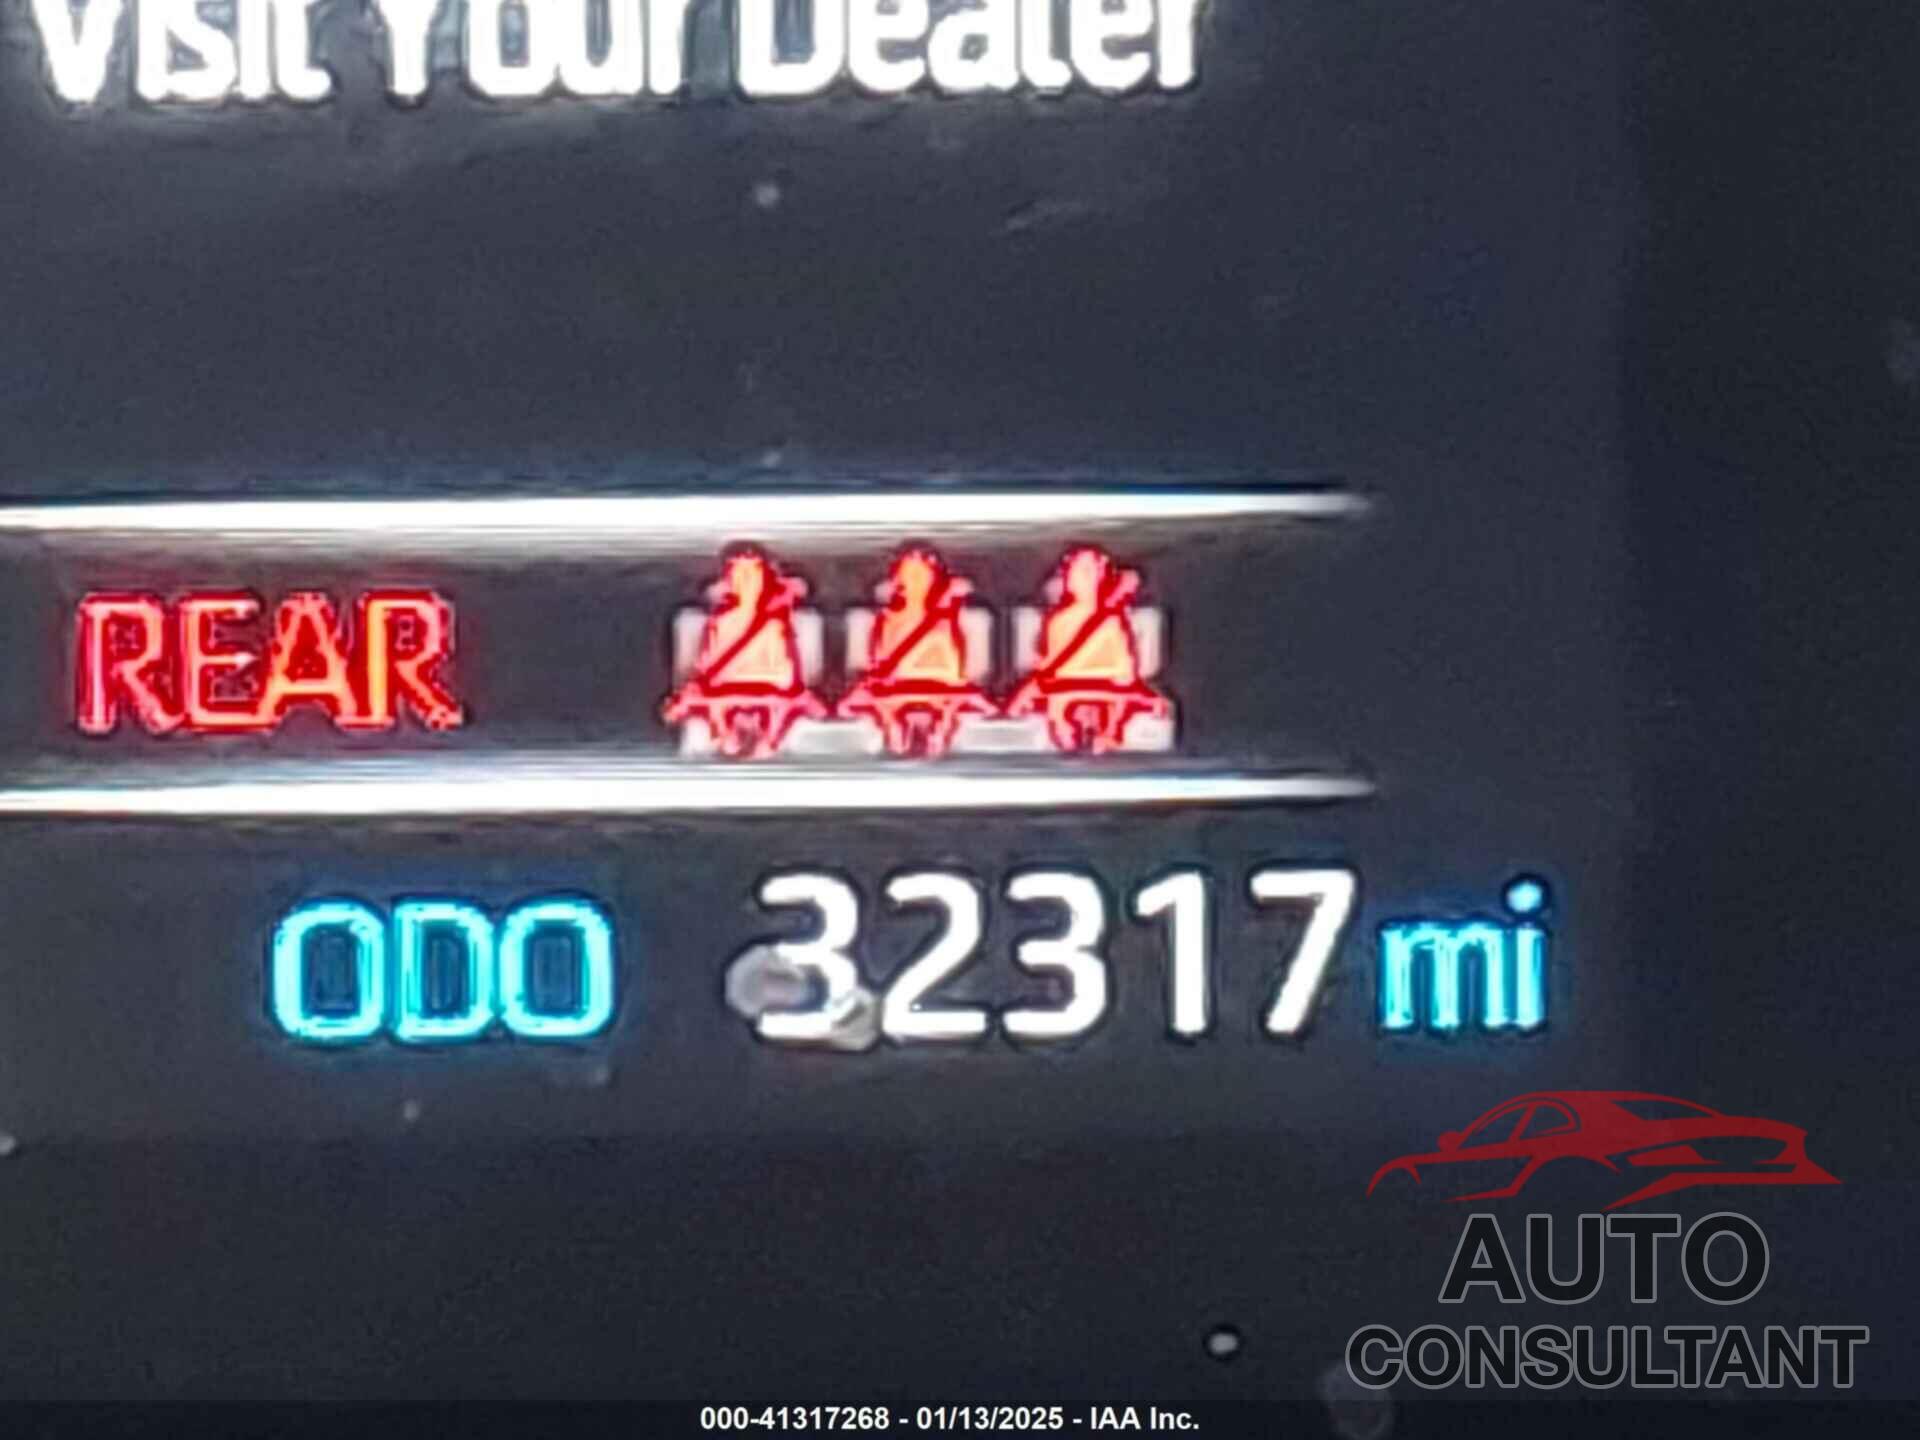 Visit Your Dealer
REAR
ODO 32317 mi
AUTO
CONSULTANT
000-41317268 - 01/13/2025 - IAA Inc.